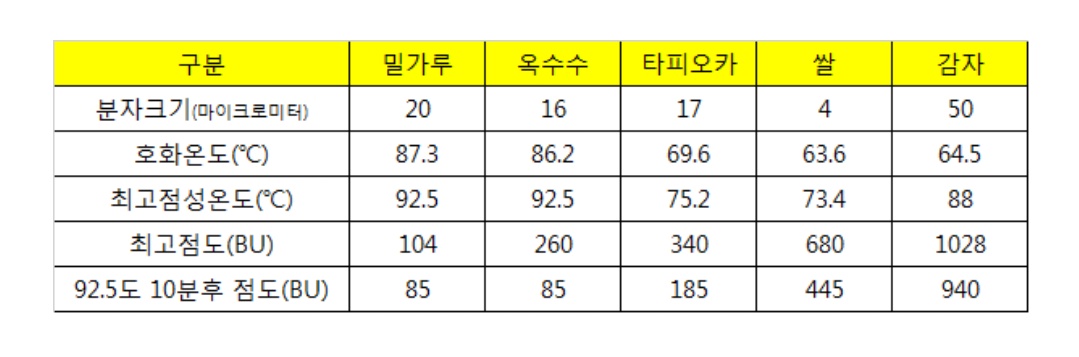 구분 밀가루 옥수수 타피오카 쌀 감자
분자크기(마이크로미터) 20 16 17 4 50
호화온도(℃) 87.3 86.2 69.6 63.6 64.5
최고점성온도(℃) 92.5 92.5 75.2 73.4 88
최고점도(BU) 104 260 340 680 1028
92.5도 10분후 점도(BU) 85 85 185 445 940